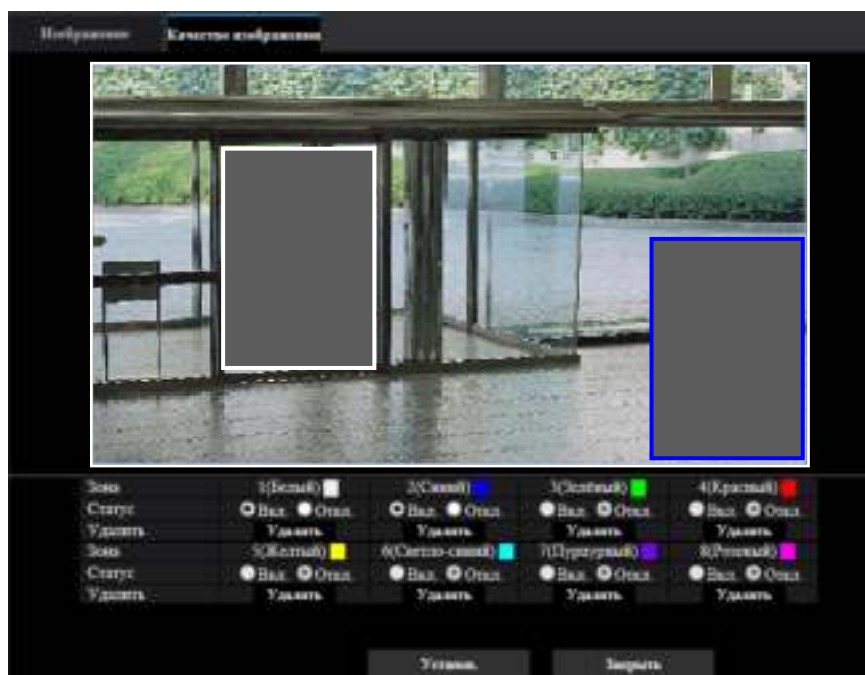 Изображение Качество изображения
Зона 1(Белый) 2(Синий) 3(Зелёный) 4(Красный)
Статус Вкл. Откл. Вкл. Откл. Вкл. Откл. Вкл. Откл.
Удалить Удалить Удалить Удалить Удалить
Зона 5(Желтый) 6(Светло-синий) 7(Пурпурный) 8(Розовый)
Статус Вкл. Откл. Вкл. Откл. Вкл. Откл. Вкл. Откл.
Удалить Удалить Удалить Удалить Удалить
Установ. Закрыть